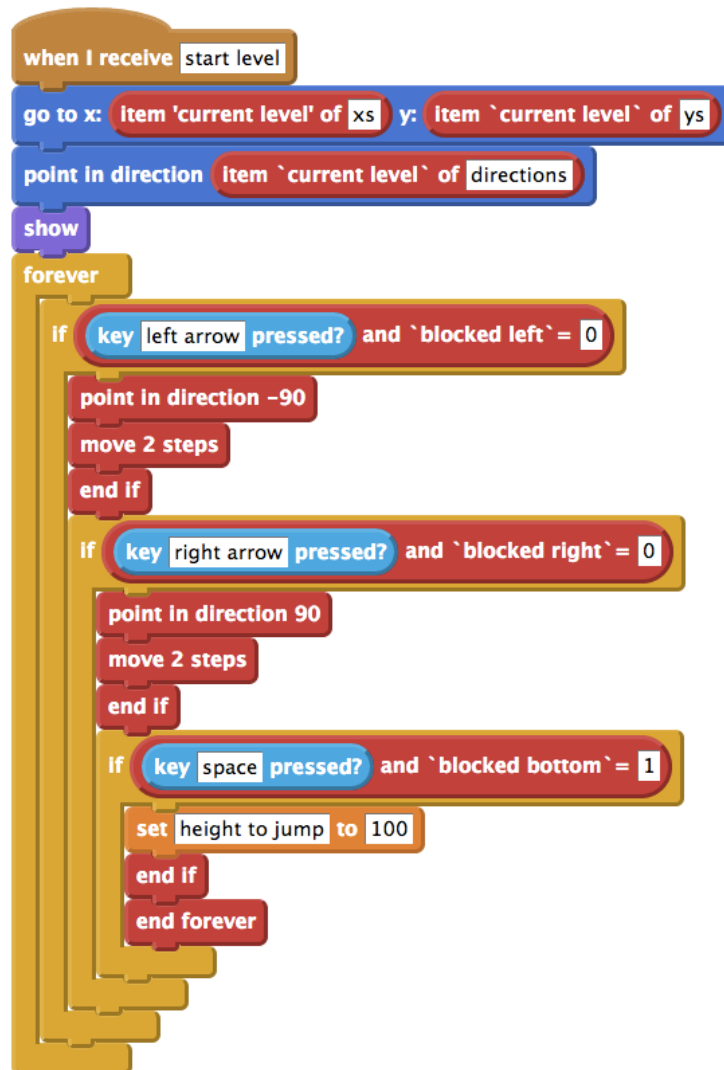 when I receive start level
go to x: item 'current level' of xs y: item `current level` of ys
point in direction item `current level` of directions
show
forever
if key left arrow pressed? and `blocked left`= 0
point in direction -90
move 2 steps
end if
if key right arrow pressed? and `blocked right`= 0
point in direction 90
move 2 steps
end if
if key space pressed? and `blocked bottom`= 1
set height to jump to 100
end if
end forever